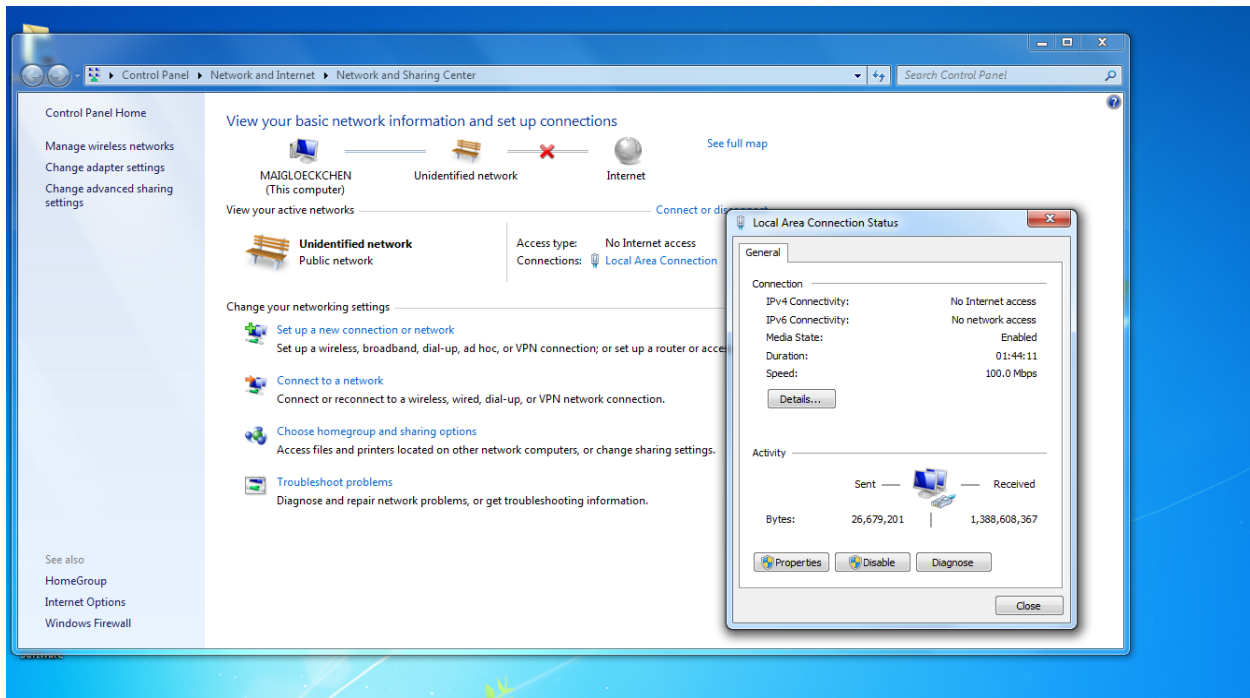 Control Panel ▸ Network and Internet ▸ Network and Sharing Center
Search Control Panel
Control Panel Home
Manage wireless networks
Change adapter settings
Change advanced sharing
settings
See also
HomeGroup
Internet Options
Windows Firewall
View your basic network information and set up connections
See full map
MAIGLOECKCHEN
(This computer)
Unidentified network
Internet
View your active networks
Connect or disconnect
Unidentified network
Public network
Access type: No Internet access
Connections: Local Area Connection
Change your networking settings
Set up a new connection or network
Set up a wireless, broadband, dial-up, ad hoc, or VPN connection; or set up a router or
Connect to a network
Connect or reconnect to a wireless, wired, dial-up, or VPN network connection.
Choose homegroup and sharing options
Access files and printers located on other network computers, or change sharing settings.
Troubleshoot problems
Diagnose and repair network problems, or get troubleshooting information.
Local Area Connection Status
General
Connection
IPv4 Connectivity: No Internet access
IPv6 Connectivity: No network access
Media State: Enabled
Duration: 01:44:11
Speed: 100.0 Mbps
Details...
Activity
Sent Received
Bytes: 26,679,201 1,388,608,367
Properties Disable Diagnose
Close